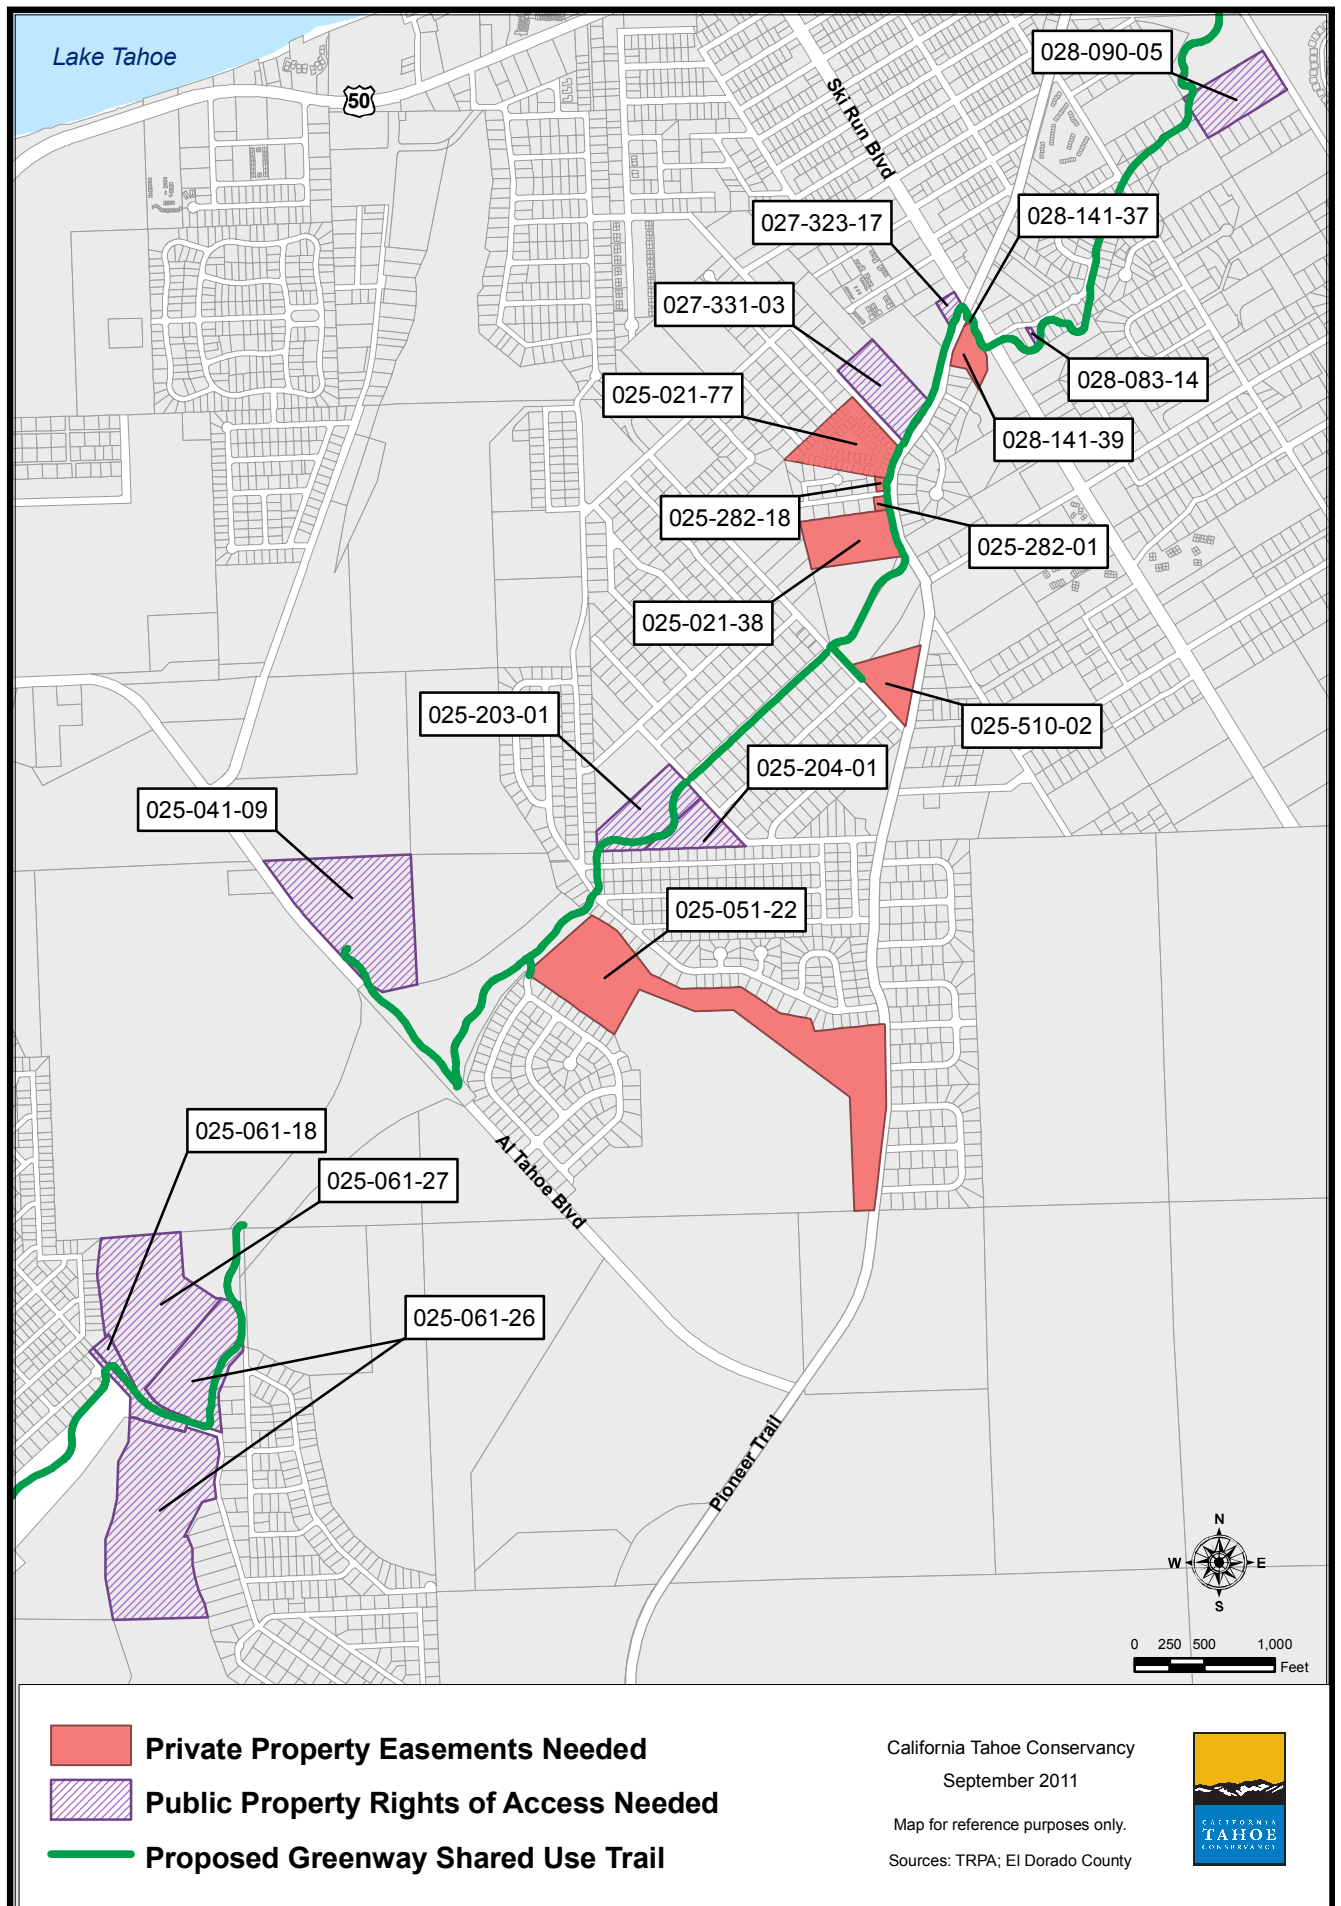 Lake Tahoe
028-090-05
50
Ski Run Blvd
028-141-37
027-323-17
027-331-03
028-083-14
025-021-77
028-141-39
025-282-18
025-282-01
025-021-38
025-203-01
025-510-02
025-204-01
025-041-09
025-051-22
025-061-18
Al Tahoe Blvd
025-061-27
025-061-26
Pioneer Trail
N
W E
S
0 250 500 1,000
Feet
Private Property Easements Needed
Public Property Rights of Access Needed
Proposed Greenway Shared Use Trail
California Tahoe Conservancy
September 2011
Map for reference purposes only.
Sources: TRPA; El Dorado County
CALIFORNIA
TAHOE
CONSERVANCY